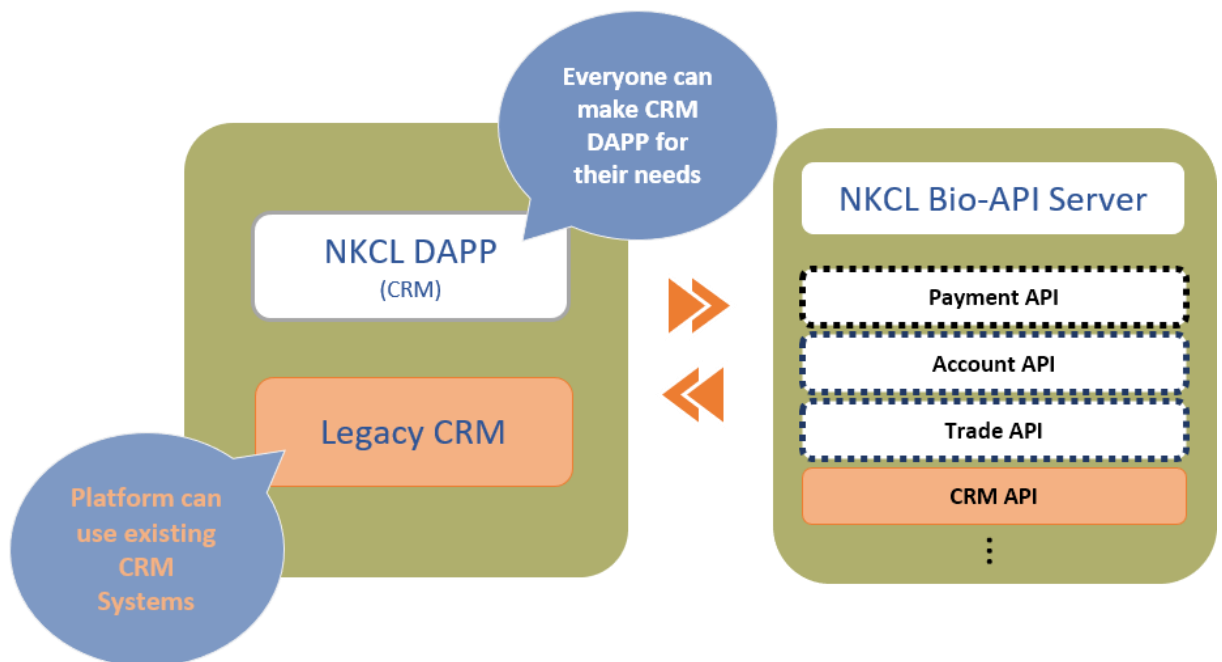 Everyone can
make CRM
DAPP for
their needs
NKCL DAPP
(CRM)
Legacy CRM
Platform can
use existing
CRM
Systems
NKCL Bio-API Server
Payment API
Account API
Trade API
CRM API
⋮